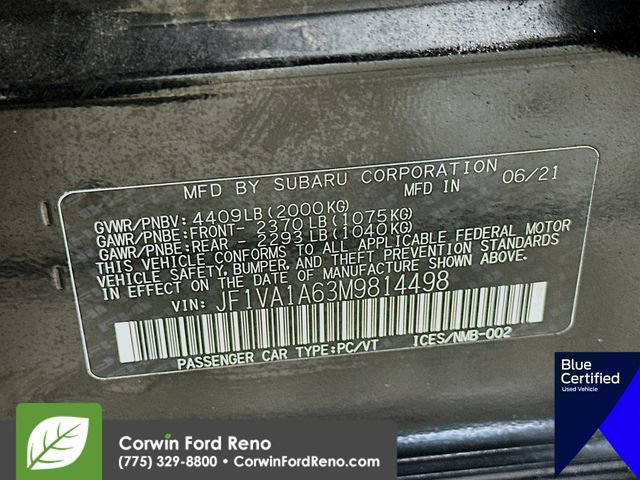 MFD BY SUBARU CORPORATION
MFD IN 06/21
GVWR/PNBV: 4409LB(2000KG)
GAWR/PNBE:FRONT- 2370LB(1075KG)
GAWR/PNBE:REAR - 2293LB(1040KG)
THIS VEHICLE CONFORMS TO ALL APPLICABLE FEDERAL MOTOR
VEHICLE SAFETY, BUMPER, AND THEFT PREVENTION STANDARDS
IN EFFECT ON THE DATE OF MANUFACTURE SHOWN ABOVE.
VIN: JF1VA1A63M9814498
PASSENGER CAR TYPE:PC/VT ICES/NMB-002
Blue
Certified
Used Vehicle
Corwin Ford Reno
(775) 329-8800 • CorwinFordReno.com